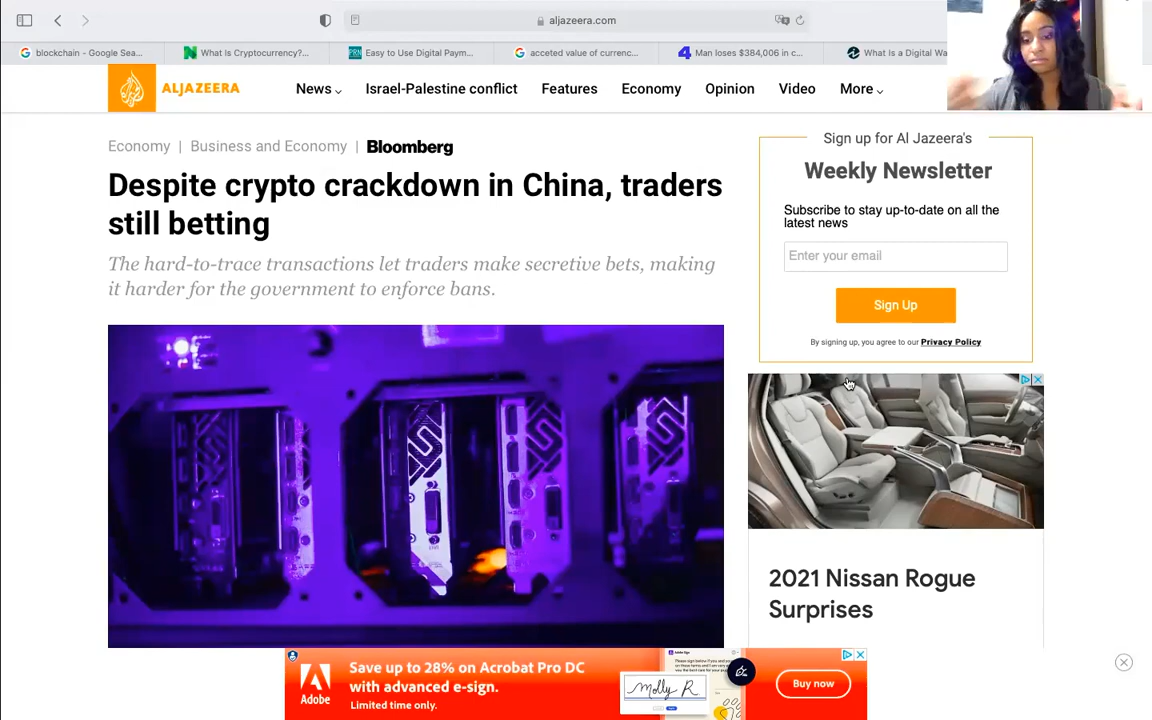 aljazeera.com
blockchain - Google Sea...
What Is Cryptocurrency?...
Easy to Use Digital Paym...
acceted value of currenc...
Man loses $384,006 in c...
What Is a Digital Wa
ALJAZEERA
News
Israel-Palestine conflict
Features
Economy
Opinion
Video
More
Economy | Business and Economy | Bloomberg
Despite crypto crackdown in China, traders
still betting
The hard-to-trace transactions let traders make secretive bets, making
it harder for the government to enforce bans.
Sign up for Al Jazeera's
Weekly Newsletter
Subscribe to stay up-to-date on all the
latest news
Enter your email
Sign Up
By signing up, you agree to our Privacy Policy
2021 Nissan Rogue
Surprises
Adobe
Save up to 28% on Acrobat Pro DC
with advanced e-sign.
Limited time only.
Molly R
Buy now